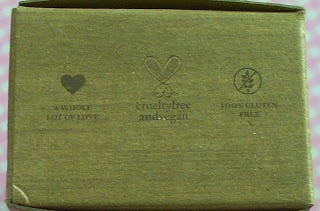 A WHOLE
LOT OF LOVE
crueltyfree
andvegan
100% GLUTEN
FREE